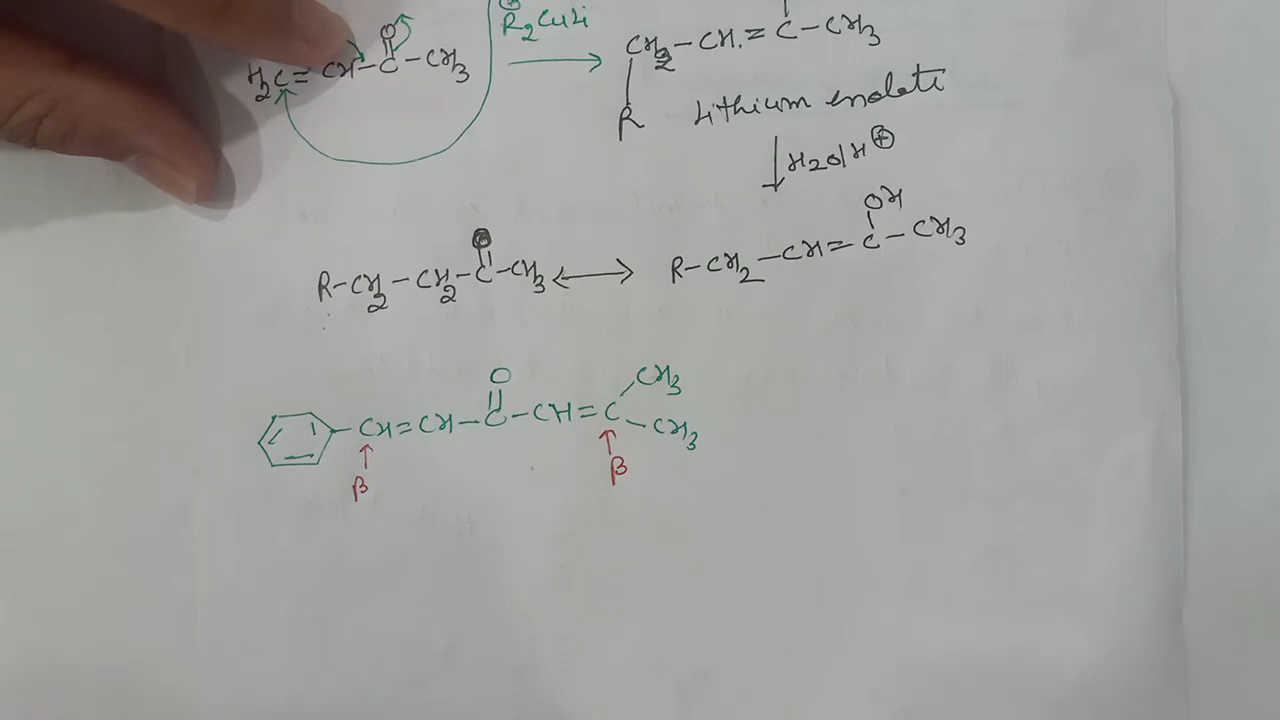 O ⊕R2CuLi
H2C=CH-C-CH3 → CH2-CH=C-CH3
R Lithium enolate
↓ H2O/H⊕
OH
R-CH2-CH2-C-CH3 ⟷ R-CH2-CH=C-CH3
O
O CH3
CH=CH-C-CH=C-CH3
β β